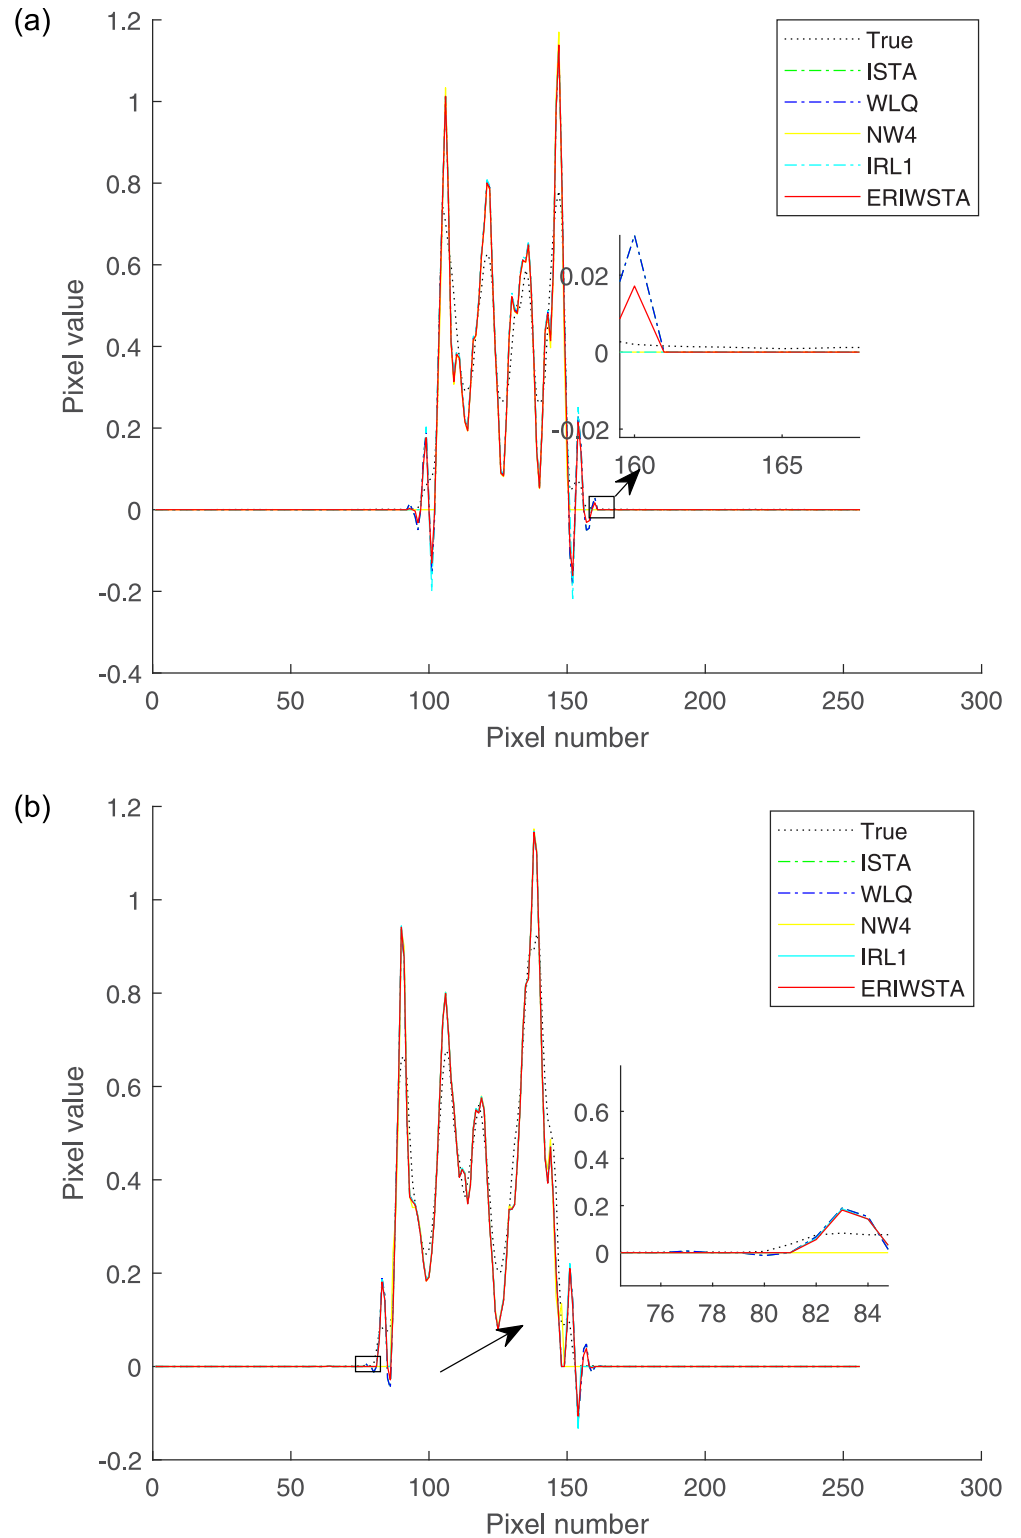 (a)
1.2
1
0.8
0.6
0.4
0.2
0
-0.2
-0.4
Pixel value
0 50 100 150 200 250 300
Pixel number
True
ISTA
WLQ
NW4
IRL1
ERIWSTA
0.02
0
-0.02
160 165
(b)
1.2
1
0.8
0.6
0.4
0.2
0
-0.2
Pixel value
0 50 100 150 200 250 300
Pixel number
True
ISTA
WLQ
NW4
IRL1
ERIWSTA
0.6
0.4
0.2
0
76 78 80 82 84